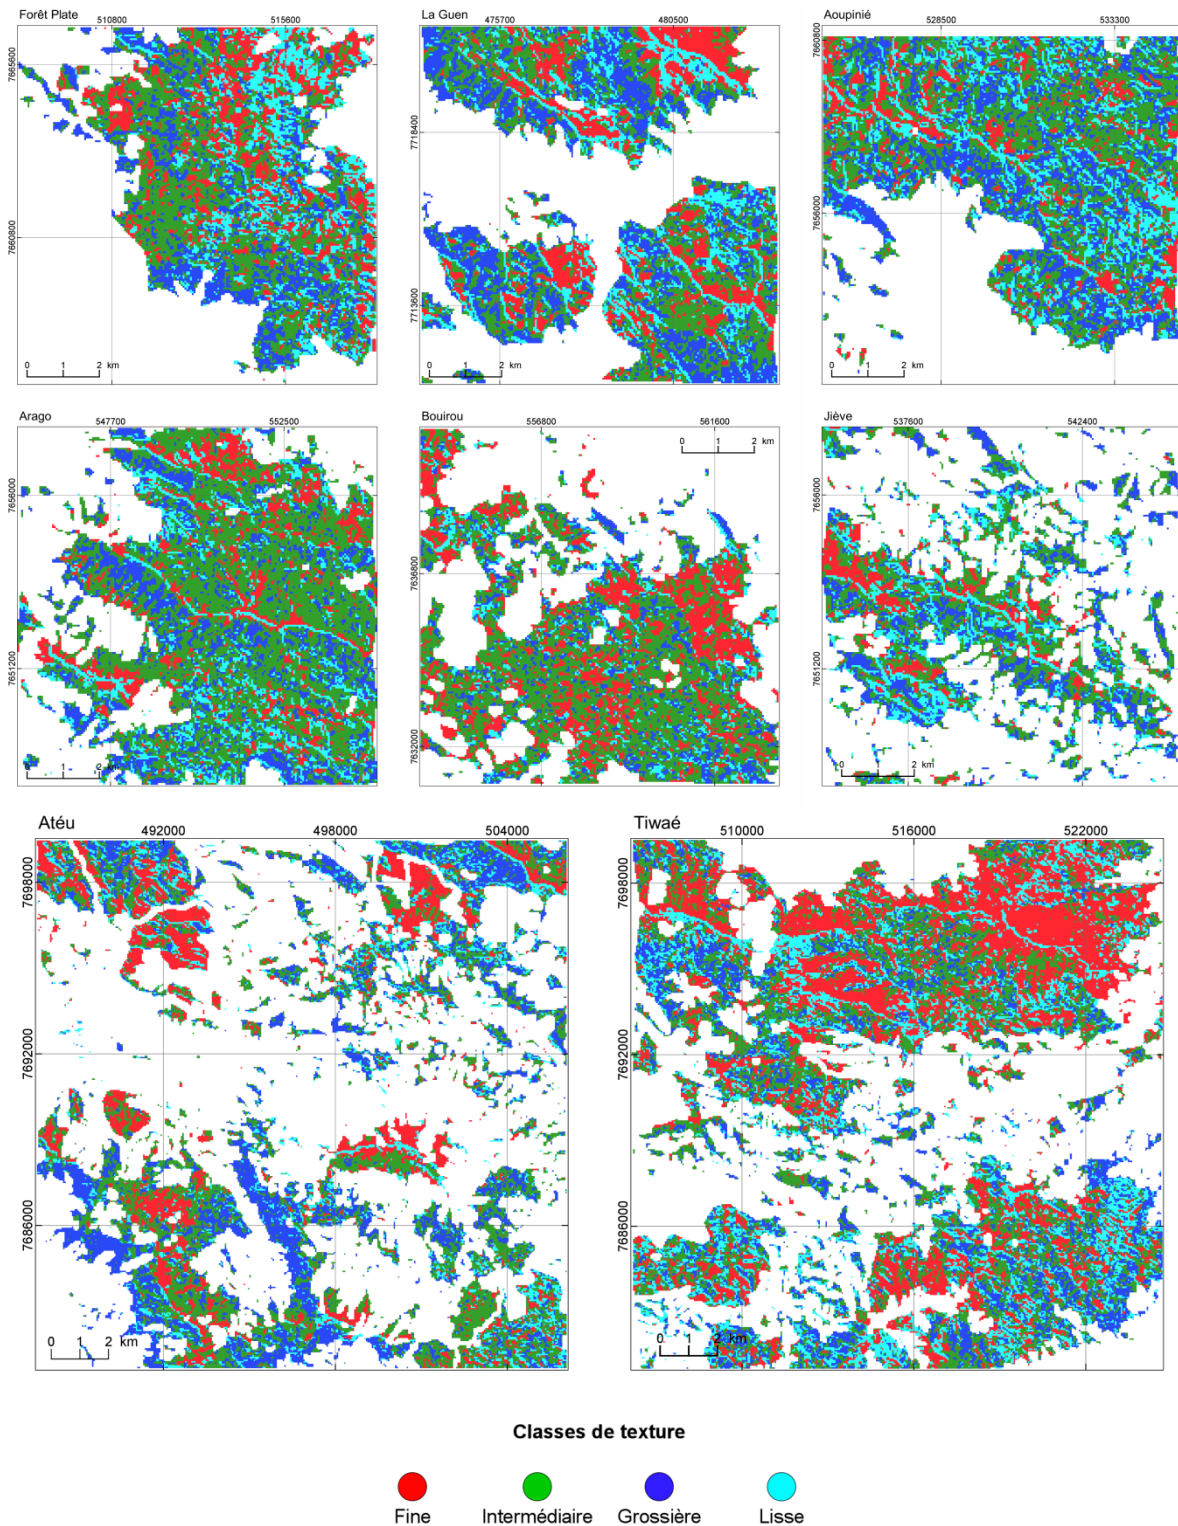 Forêt Plate
510800 515600
7665600
7660800
0 1 2 km
La Guen
475700 480500
7718400
7713600
0 1 2 km
Aoupinié
528500 533300
7660800
7656000
0 1 2 km
Arago
547700 552500
7656000
7651200
0 1 2 km
Bouirou
556800 561600
0 1 2 km
7636800
7632000
Jiève
537600 542400
7656000
7651200
0 1 2 km
Atéu
492000 498000 504000
7698000
7692000
7686000
0 1 2 km
Tiwaé
510000 516000 522000
7698000
7692000
7686000
0 1 2 km
Classes de texture
Fine Intermédiaire Grossière Lisse